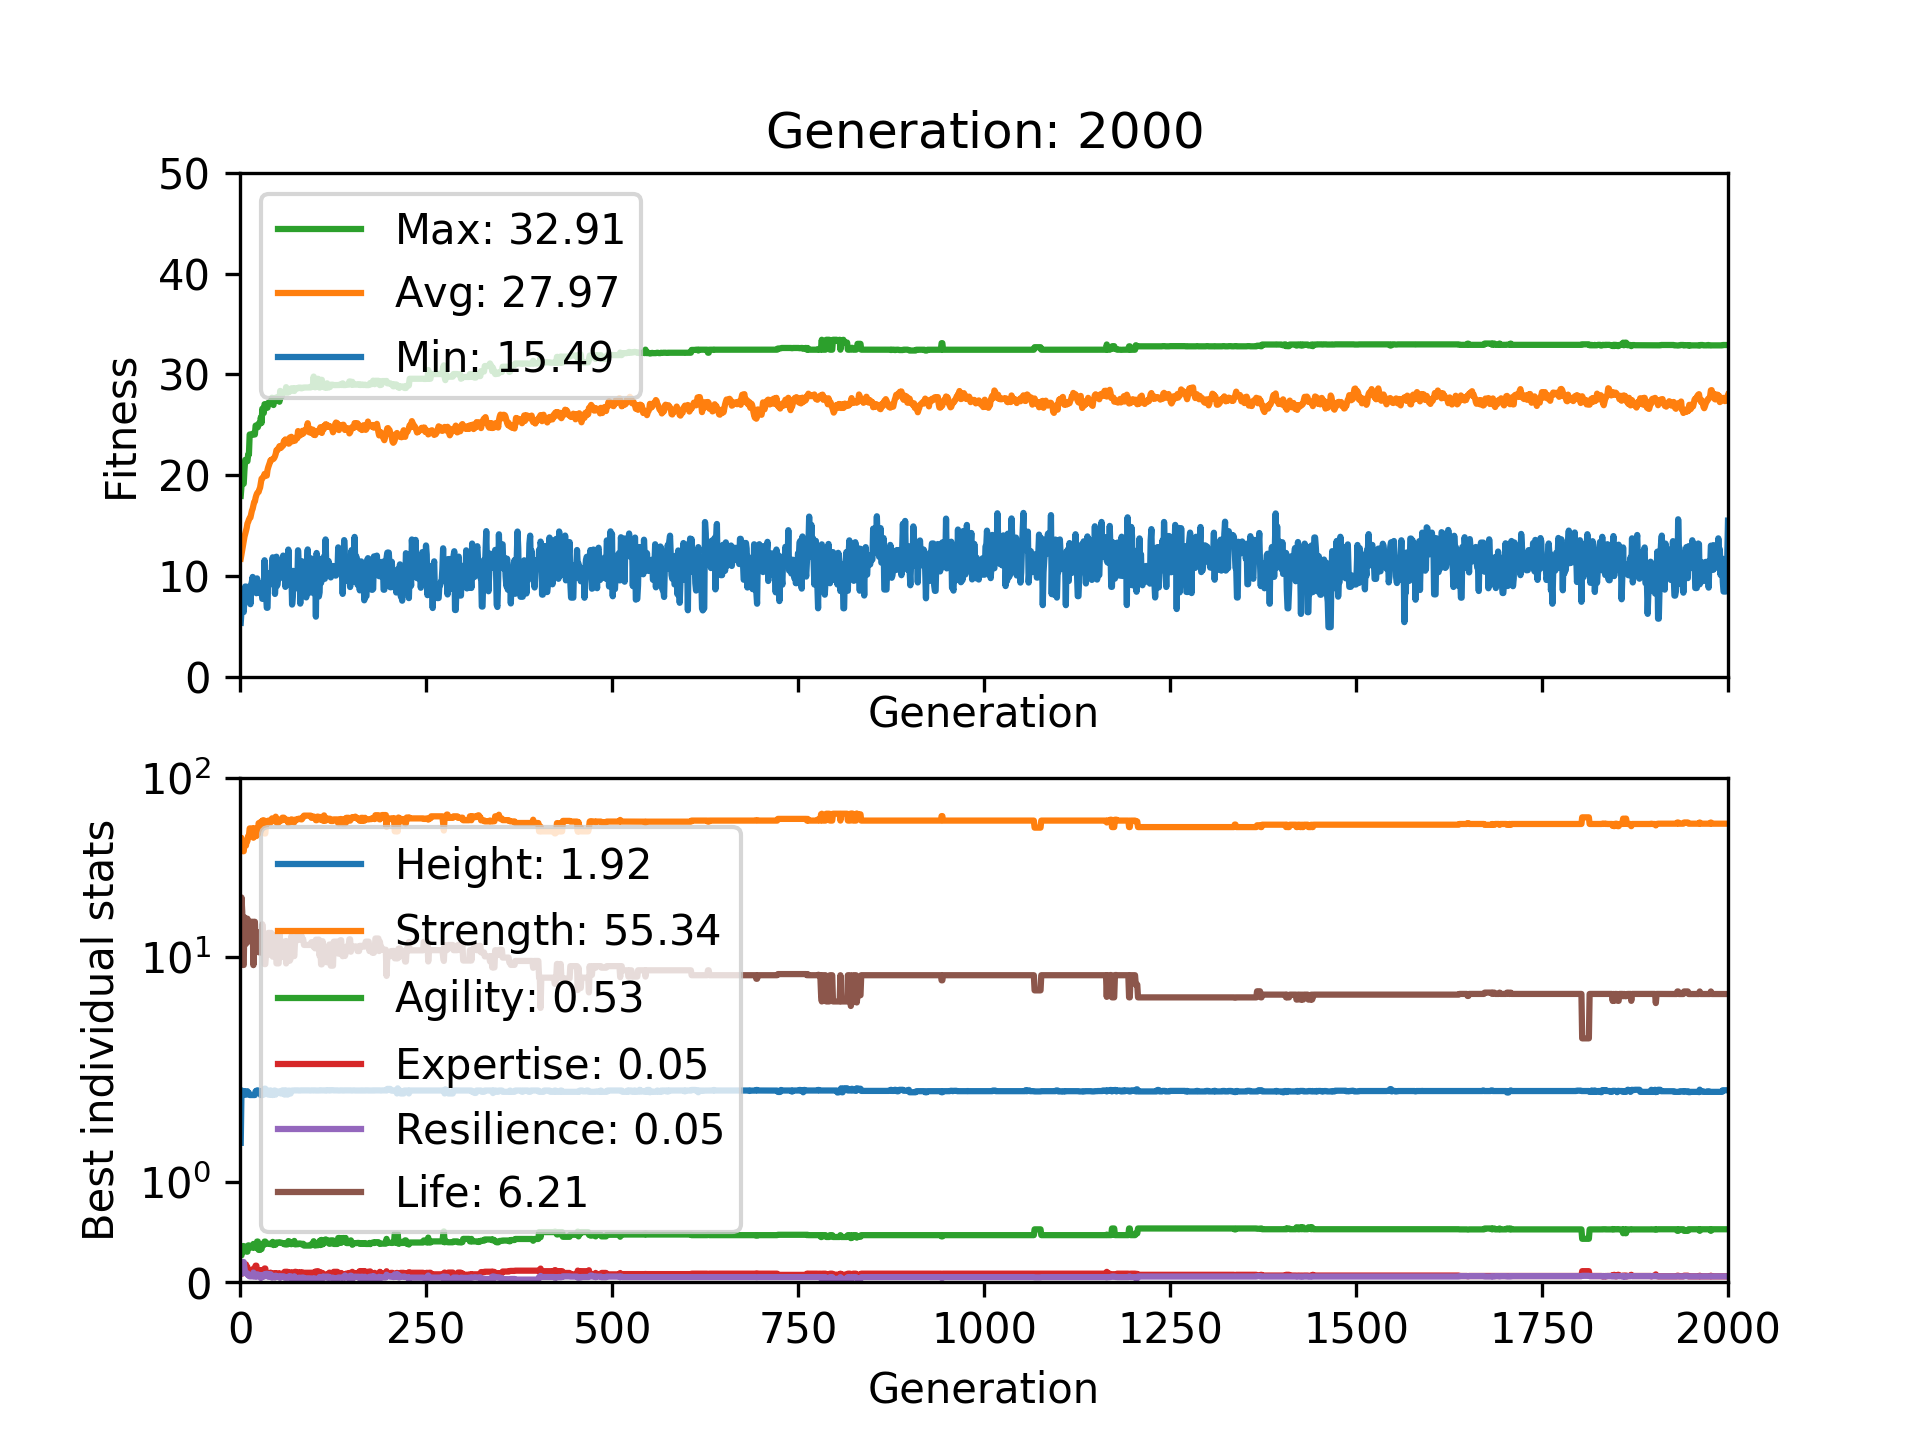 Generation: 2000
50
40
30
20
10
0
Fitness
Max: 32.91
Avg: 27.97
Min: 15.49
Generation
10²
10¹
10⁰
0
Best individual stats
Height: 1.92
Strength: 55.34
Agility: 0.53
Expertise: 0.05
Resilience: 0.05
Life: 6.21
0 250 500 750 1000 1250 1500 1750 2000
Generation